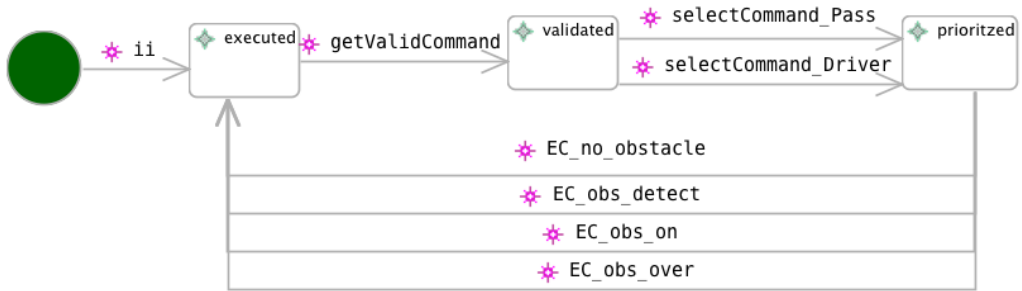 ii
executed
getValidCommand
validated
selectCommand_Pass
selectCommand_Driver
prioritzed
EC_no_obstacle
EC_obs_detect
EC_obs_on
EC_obs_over